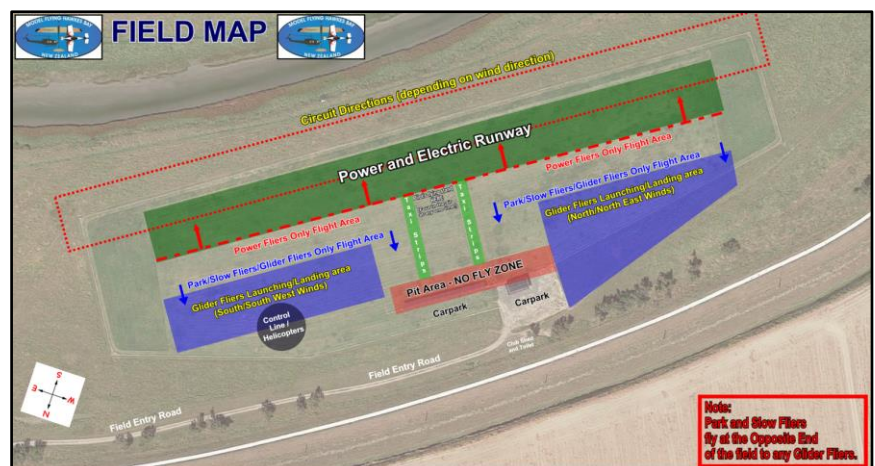 MODEL FLYING HAWKES BAY
NEW ZEALAND
FIELD MAP
MODEL FLYING HAWKES BAY
NEW ZEALAND
Circuit Directions (depending on wind direction)
Power and Electric Runway
Power Fliers Only Flight Area
Park/Slow Fliers/Glider Fliers Only Flight Area
Glider Fliers Launching/Landing area
(North/North East Winds)
Taxi Strips
Taxi Strips
Power Fliers Only Flight Area
Park/Slow Fliers/Glider Fliers Only Flight Area
Glider Fliers Launching/Landing area
(South/South West Winds)
Pit Area - NO FLY ZONE
Carpark
Carpark
Control
Line /
Helicopters
Club Shed
and Toilet
Field Entry Road
Field Entry Road
S
E
W
N
Note:
Park and Slow Fliers
fly at the Opposite End
of the field to any Glider Fliers.